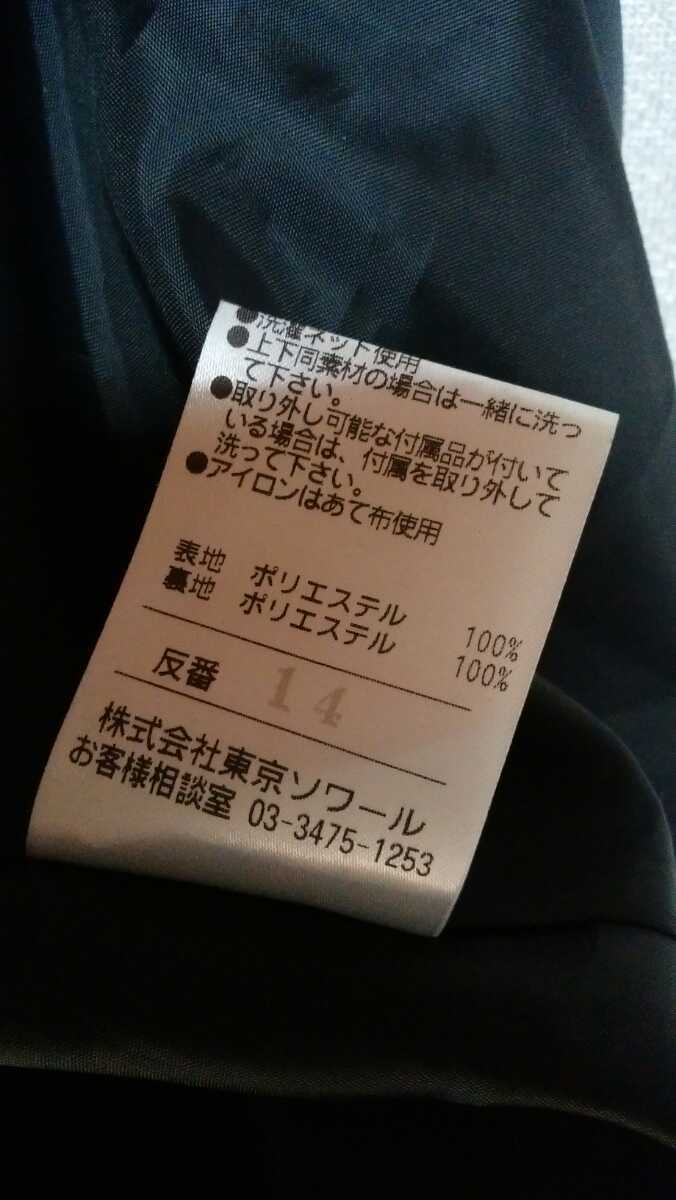 ●洗濯ネット使用
●上下同素材の場合は一緒に洗っ
て下さい。
●取り外し可能な付属品が付いて
いる場合は、付属を取り外して
洗って下さい。
●アイロンはあて布使用
表地 ポリエステル 100%
裏地 ポリエステル 100%
反番 14
株式会社東京ソワール
お客様相談室 03-3475-1253